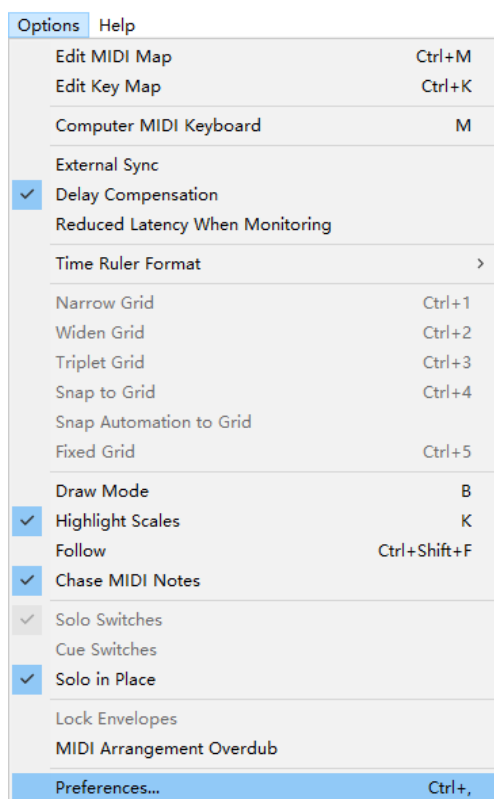 Options Help
Edit MIDI Map Ctrl+M
Edit Key Map Ctrl+K
Computer MIDI Keyboard M
External Sync
Delay Compensation
Reduced Latency When Monitoring
Time Ruler Format
Narrow Grid Ctrl+1
Widen Grid Ctrl+2
Triplet Grid Ctrl+3
Snap to Grid Ctrl+4
Snap Automation to Grid
Fixed Grid Ctrl+5
Draw Mode B
Highlight Scales K
Follow Ctrl+Shift+F
Chase MIDI Notes
Solo Switches
Cue Switches
Solo in Place
Lock Envelopes
MIDI Arrangement Overdub
Preferences... Ctrl+,